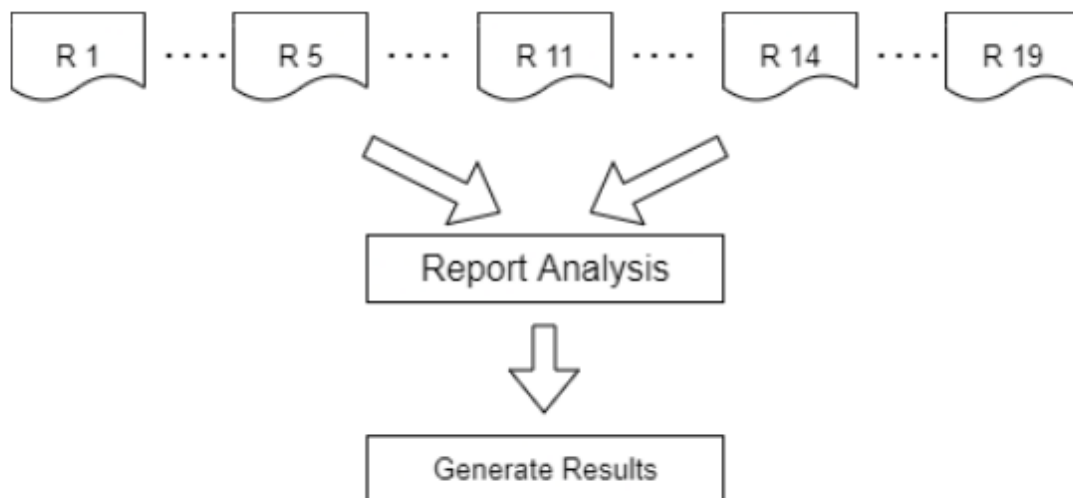 R 1 .... R 5 .... R 11 .... R 14 .... R 19
Report Analysis
Generate Results